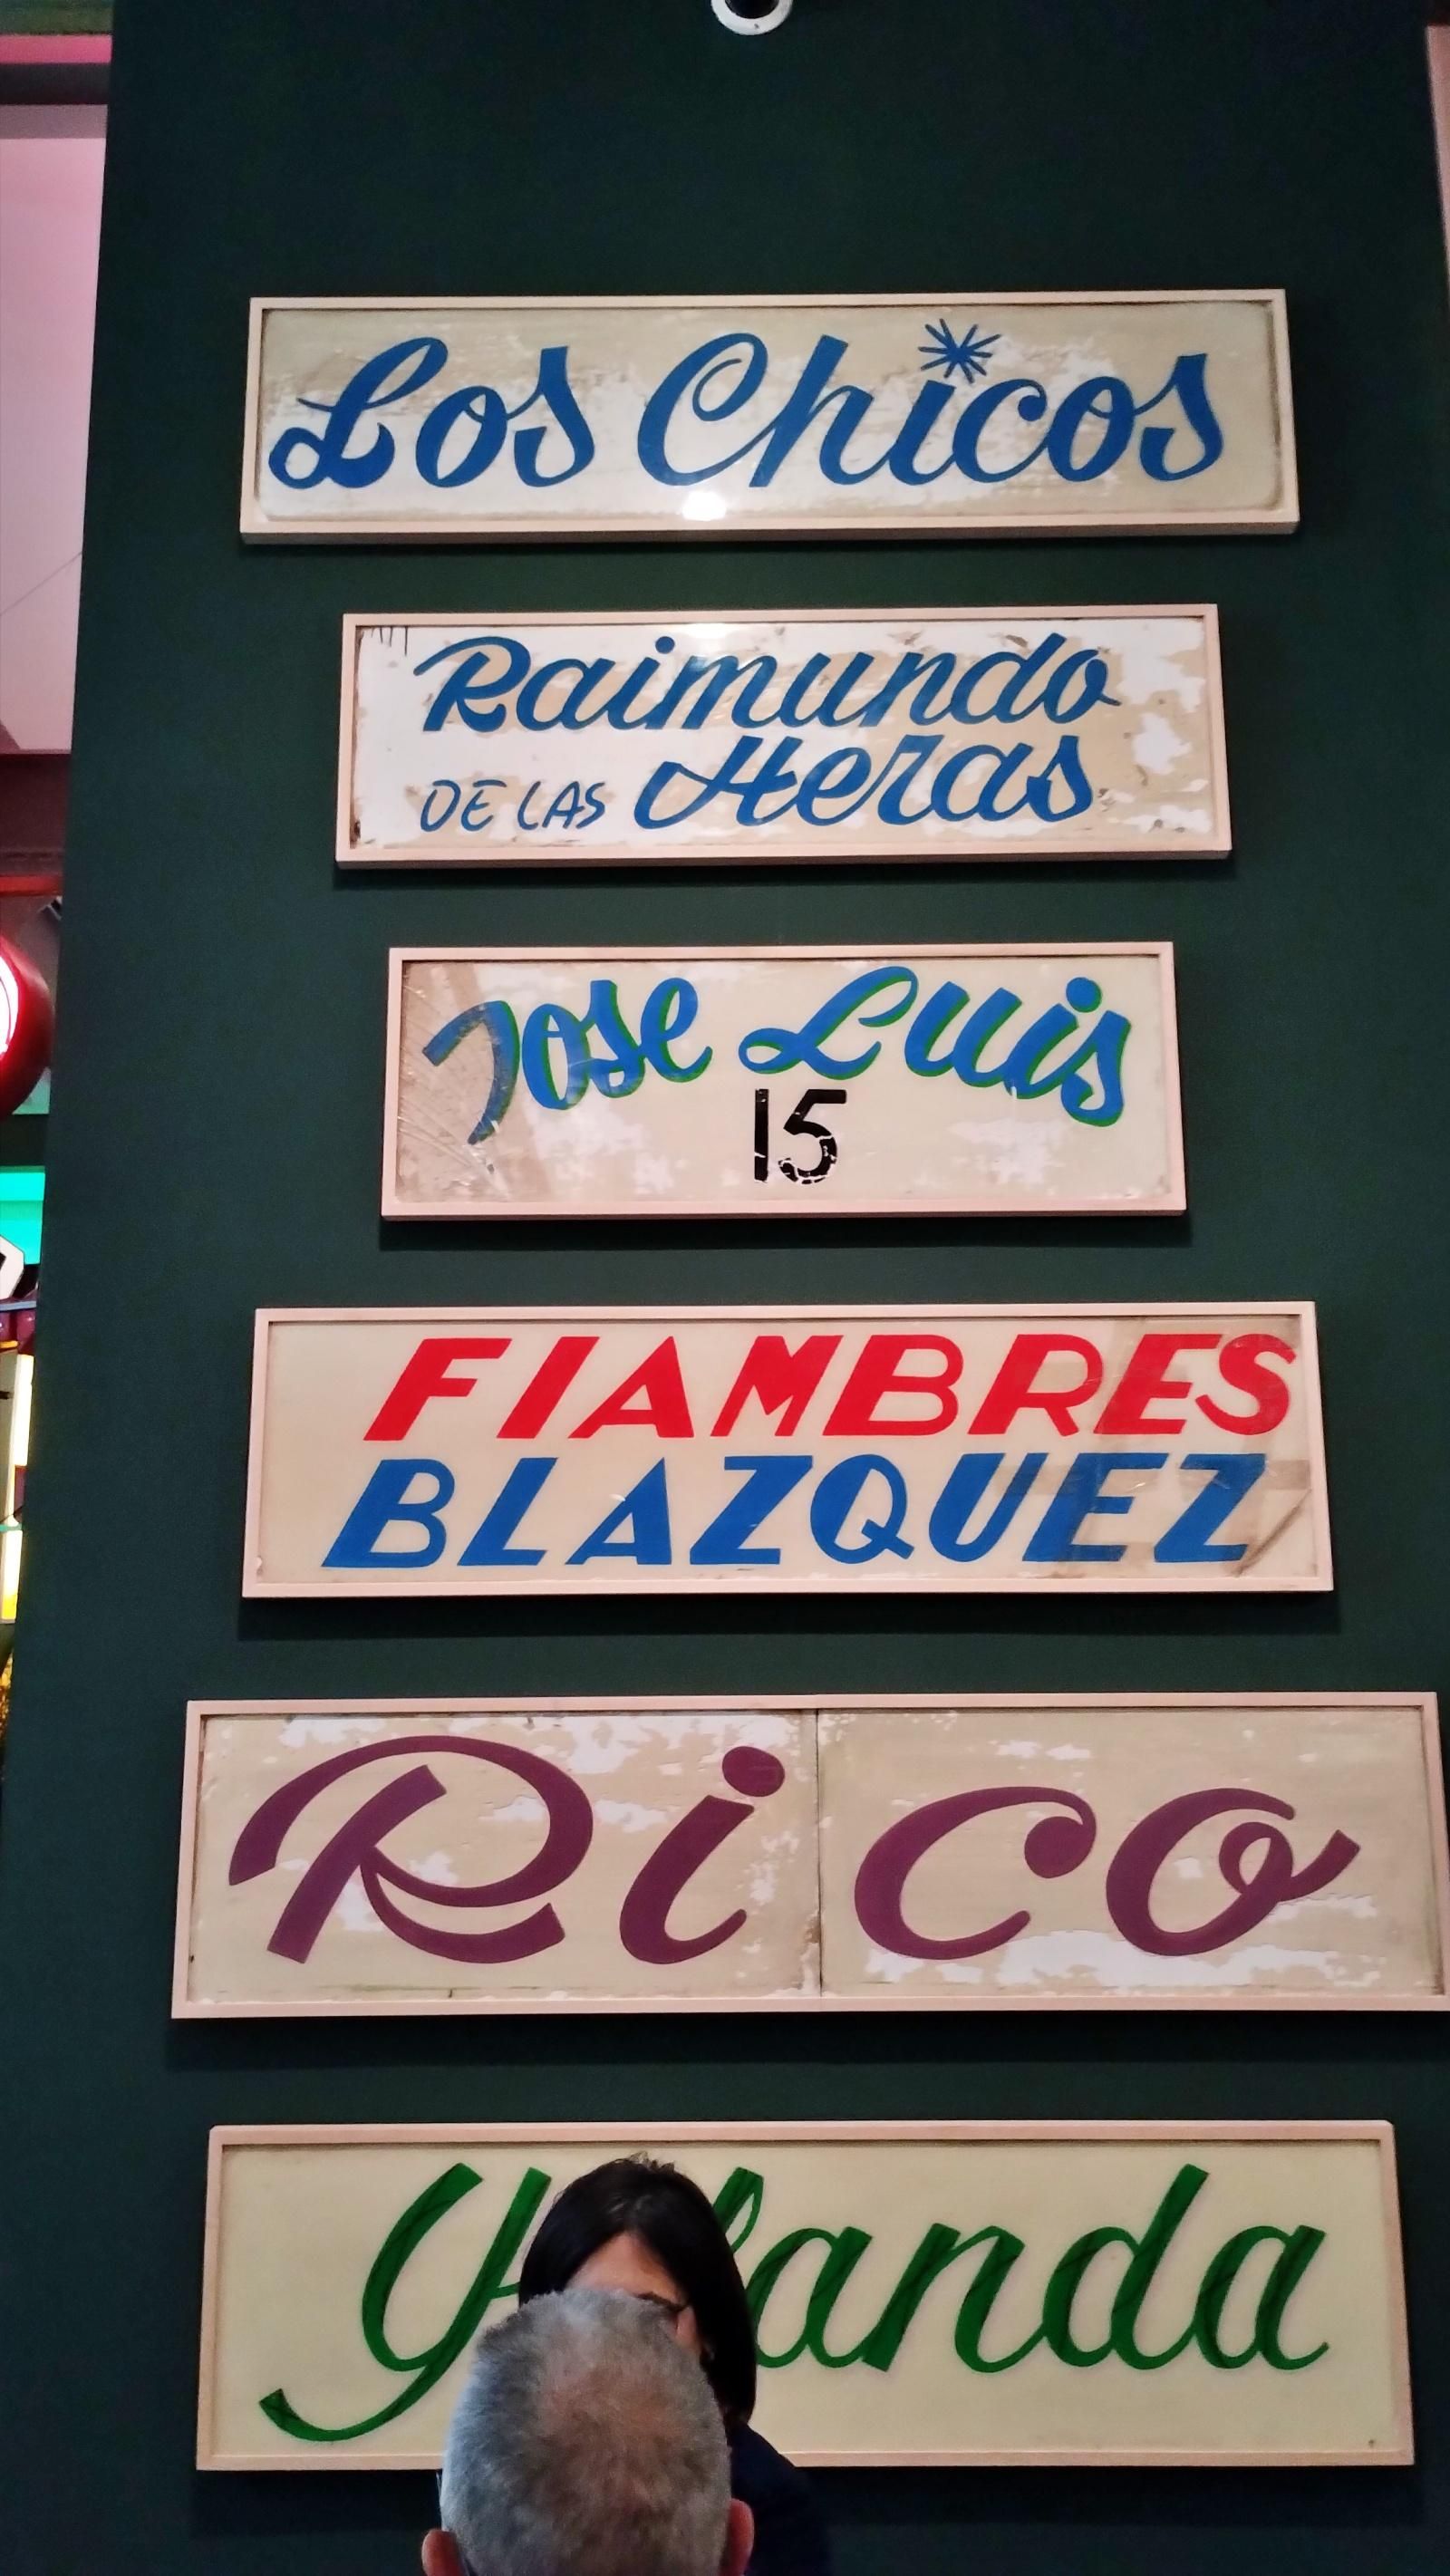 Los Chicos
Raimundo
DE LAS Heras
Jose Luis
15
FIAMBRES
BLAZQUEZ
Rico